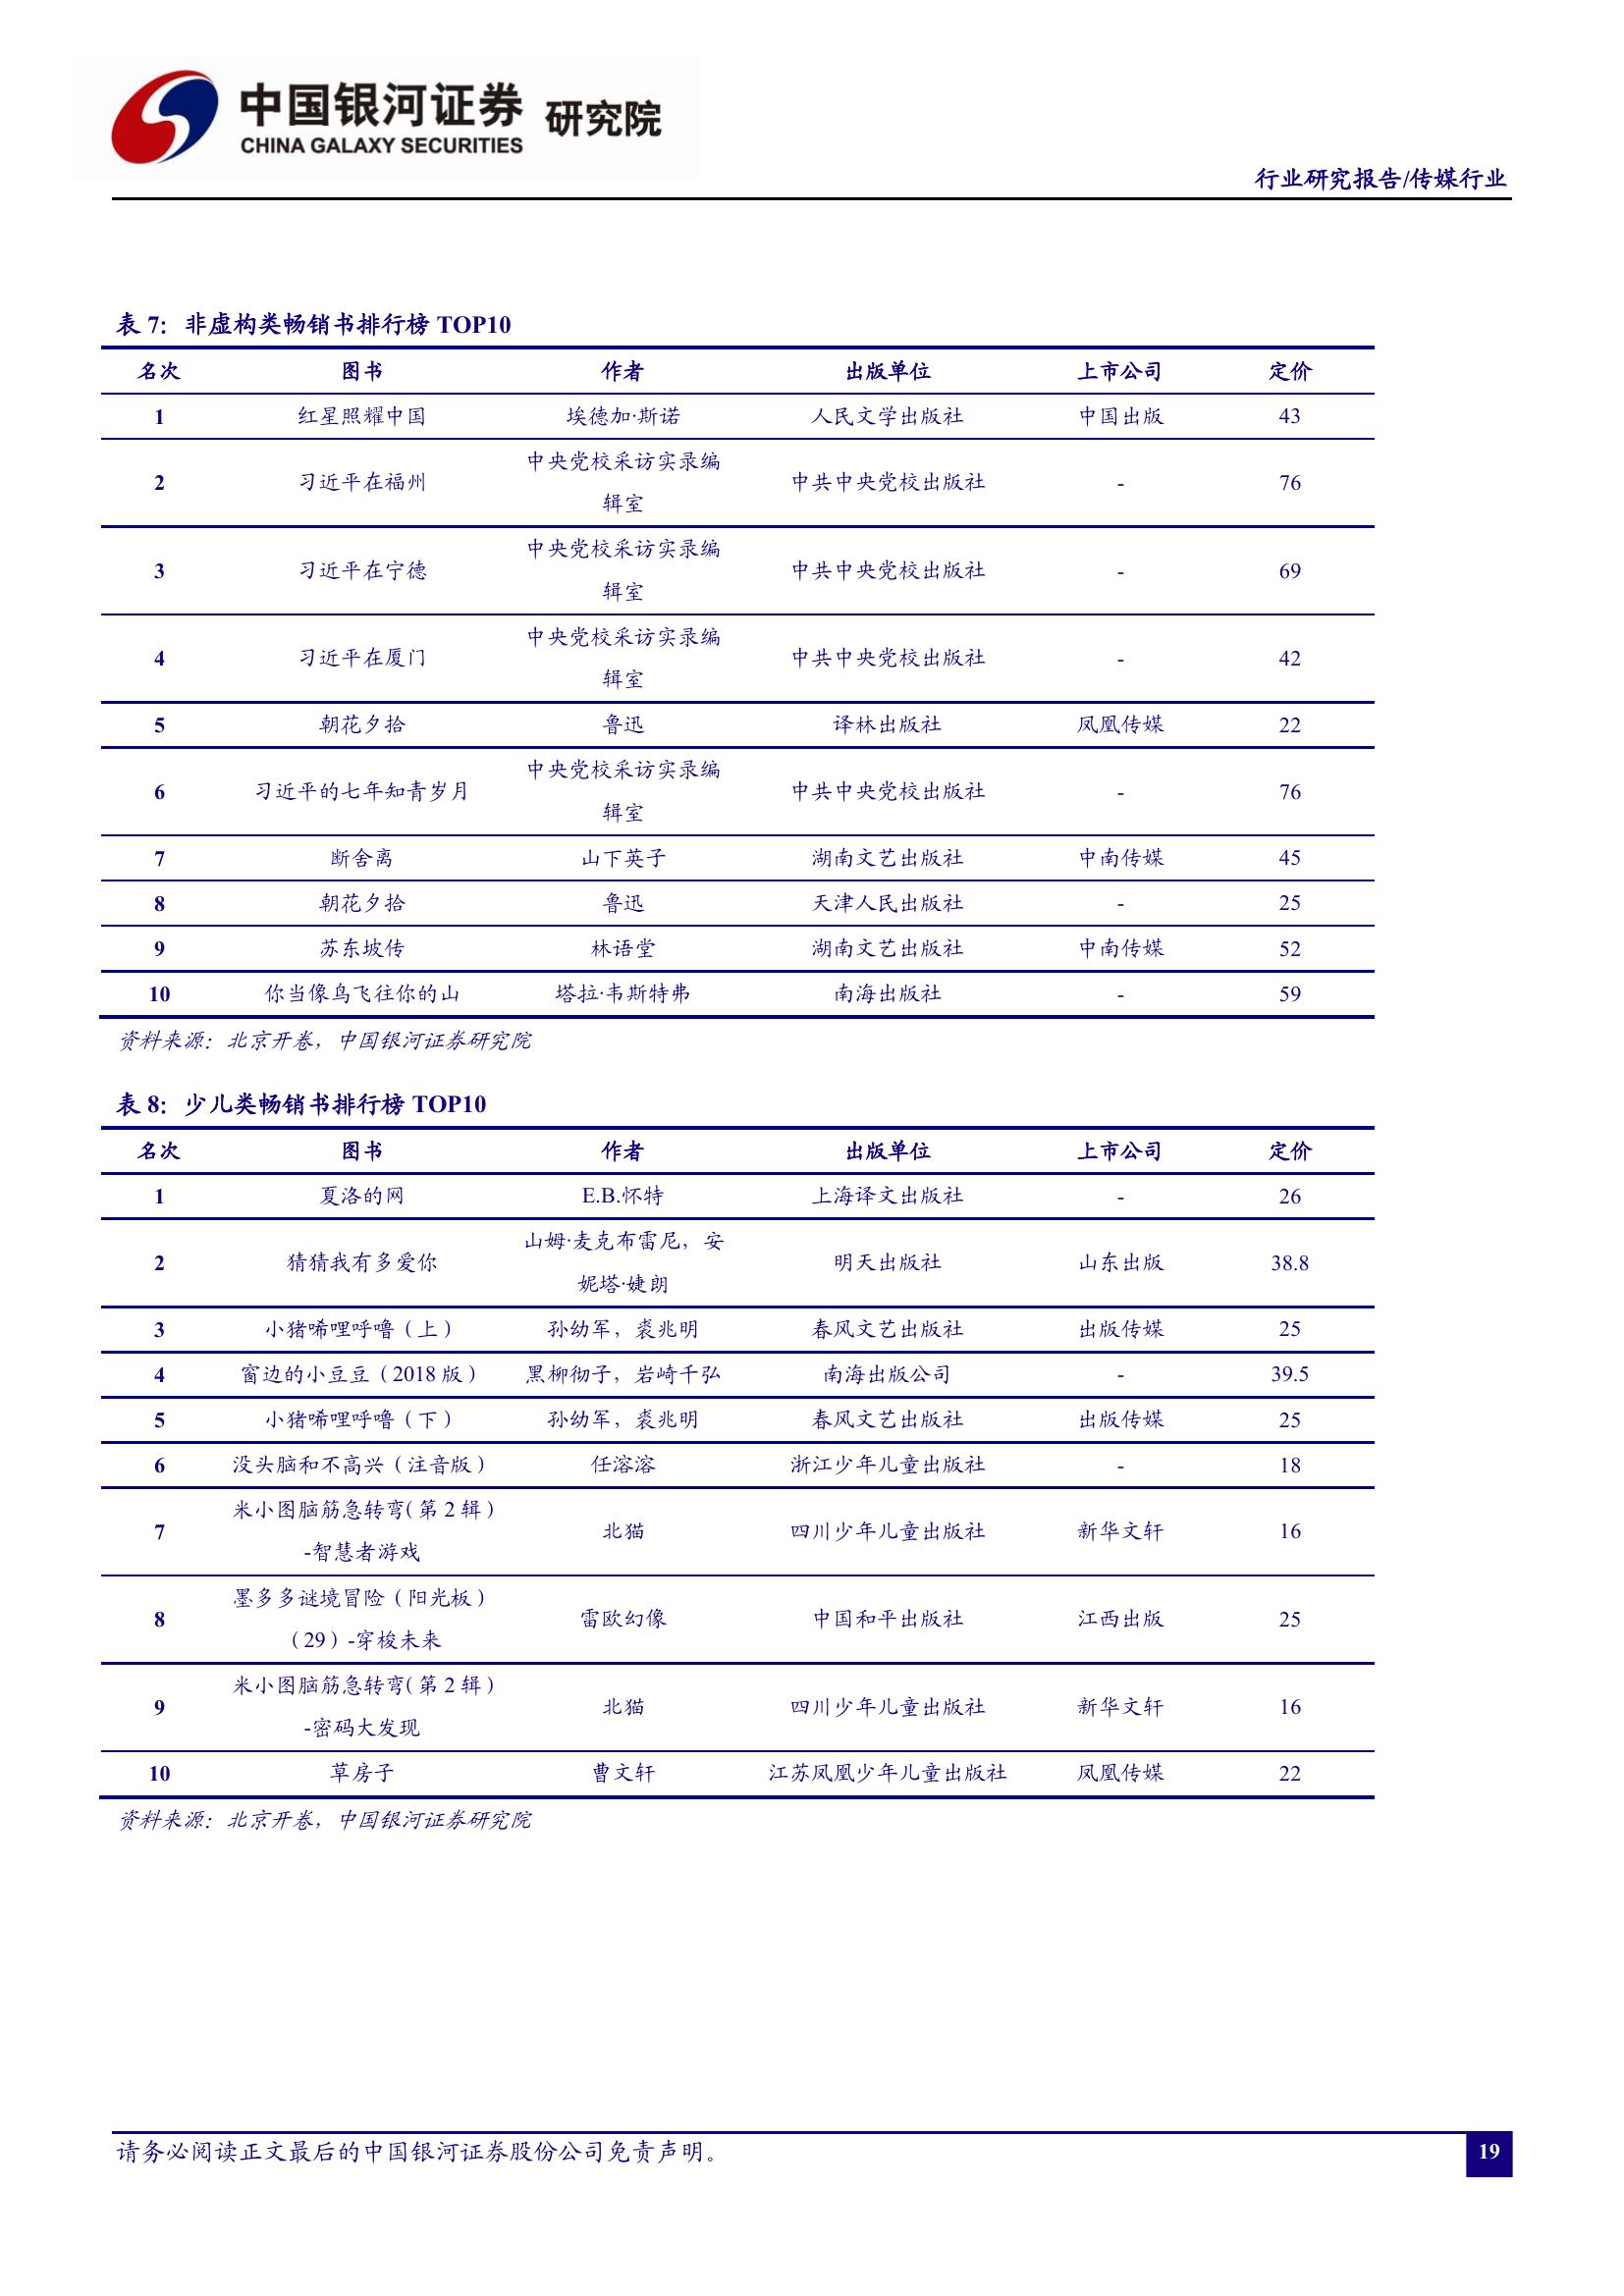 中国银河证券 研究院
CHINA GALAXY SECURITIES
行业研究报告/传媒行业
表 7：非虚构类畅销书排行榜 TOP10
名次 图书 作者 出版单位 上市公司 定价
1 红星照耀中国 埃德加·斯诺 人民文学出版社 中国出版 43
2 习近平在福州 中央党校采访实录编
辑室 中共中央党校出版社 - 76
3 习近平在宁德 中央党校采访实录编
辑室 中共中央党校出版社 - 69
4 习近平在厦门 中央党校采访实录编
辑室 中共中央党校出版社 - 42
5 朝花夕拾 鲁迅 译林出版社 凤凰传媒 22
6 习近平的七年知青岁月 中央党校采访实录编
辑室 中共中央党校出版社 - 76
7 断舍离 山下英子 湖南文艺出版社 中南传媒 45
8 朝花夕拾 鲁迅 天津人民出版社 - 25
9 苏东坡传 林语堂 湖南文艺出版社 中南传媒 52
10 你当像鸟飞往你的山 塔拉·韦斯特弗 南海出版社 - 59
资料来源：北京开卷，中国银河证券研究院
表 8：少儿类畅销书排行榜 TOP10
名次 图书 作者 出版单位 上市公司 定价
1 夏洛的网 E.B.怀特 上海译文出版社 - 26
2 猜猜我有多爱你 山姆·麦克布雷尼，安
妮塔·婕朗 明天出版社 山东出版 38.8
3 小猪唏哩呼噜（上） 孙幼军，裘兆明 春风文艺出版社 出版传媒 25
4 窗边的小豆豆（2018 版） 黑柳彻子，岩崎千弘 南海出版公司 - 39.5
5 小猪唏哩呼噜（下） 孙幼军，裘兆明 春风文艺出版社 出版传媒 25
6 没头脑和不高兴（注音版） 任溶溶 浙江少年儿童出版社 - 18
7 米小图脑筋急转弯(第 2 辑)
-智慧者游戏 北猫 四川少年儿童出版社 新华文轩 16
8 墨多多谜境冒险（阳光板）
（29）-穿梭未来 雷欧幻像 中国和平出版社 江西出版 25
9 米小图脑筋急转弯(第 2 辑)
-密码大发现 北猫 四川少年儿童出版社 新华文轩 16
10 草房子 曹文轩 江苏凤凰少年儿童出版社 凤凰传媒 22
资料来源：北京开卷，中国银河证券研究院
请务必阅读正文最后的中国银河证券股份公司免责声明。
19